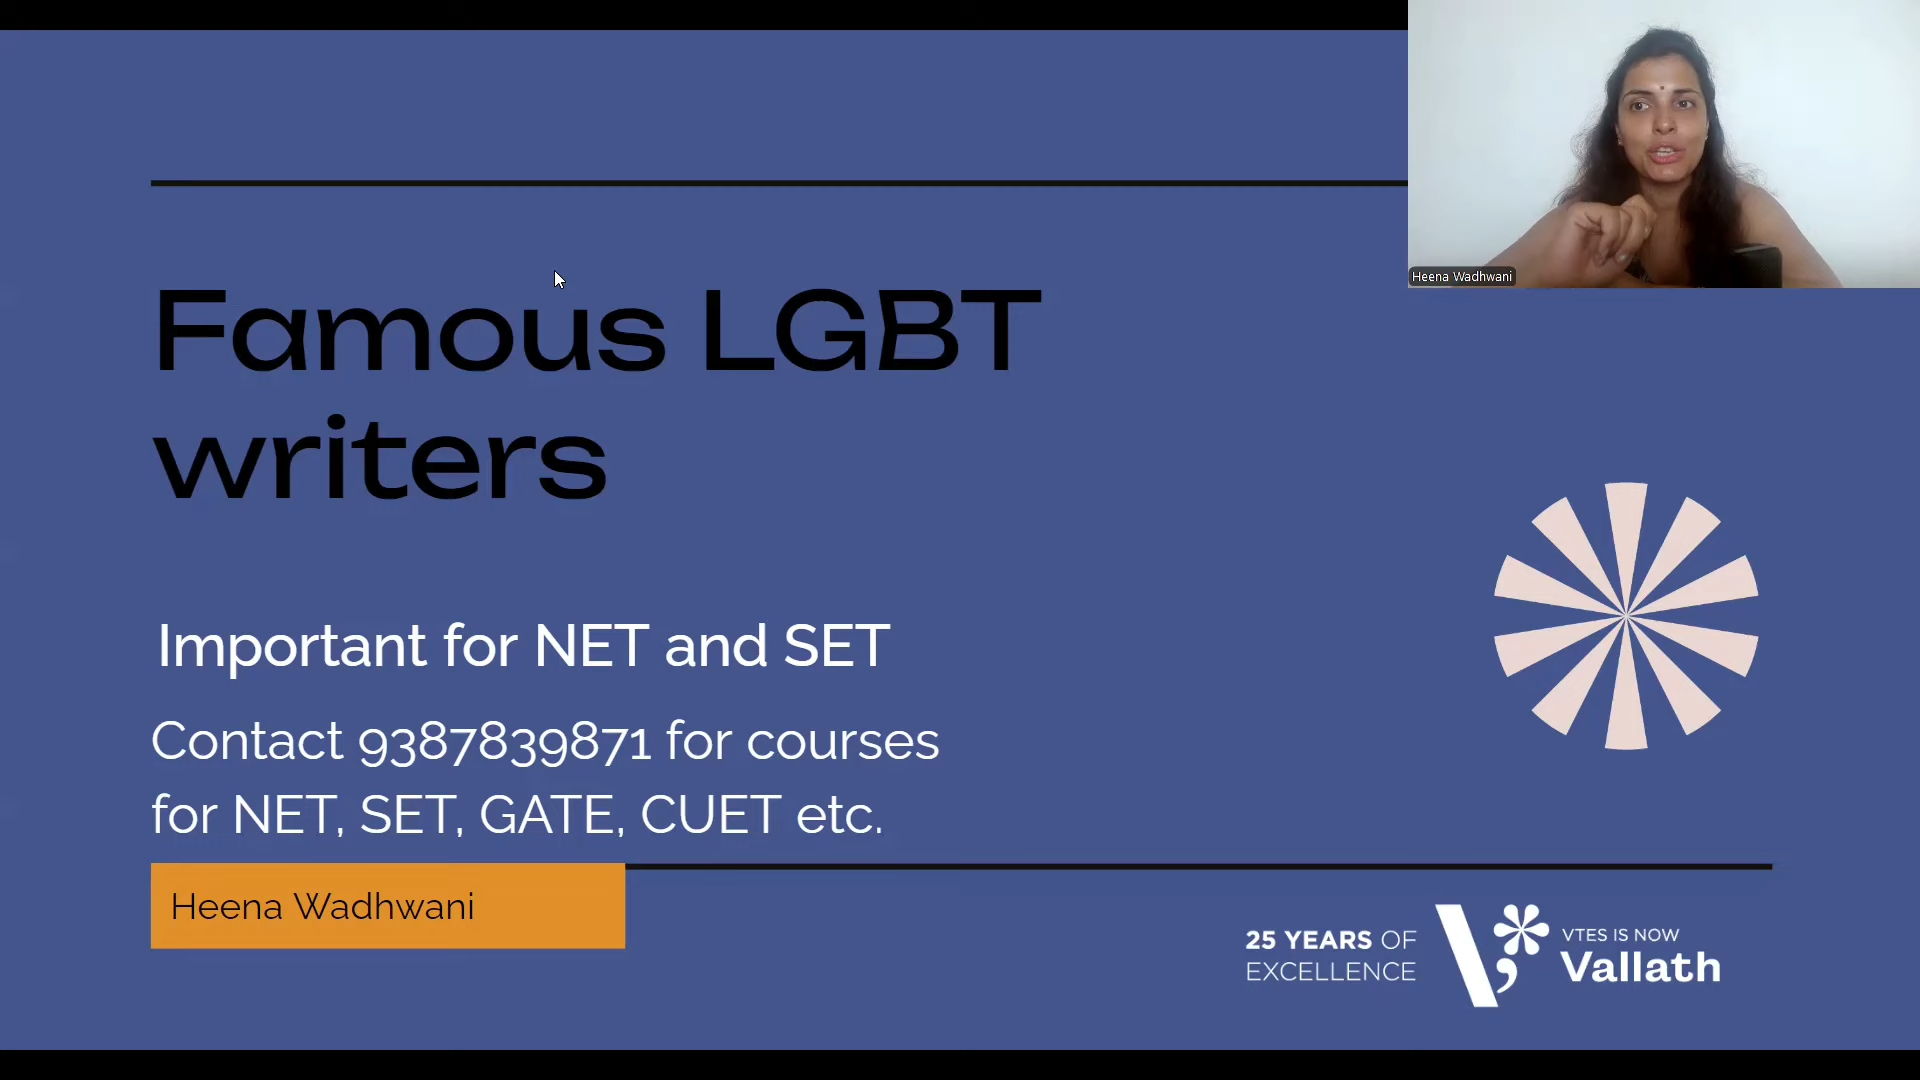 Heena Wadhwani
Famous LGBT
writers
Important for NET and SET
Contact 9387839871 for courses
for NET, SET, GATE, CUET etc.
Heena Wadhwani
25 YEARS OF
EXCELLENCE
VTES IS NOW
Vallath